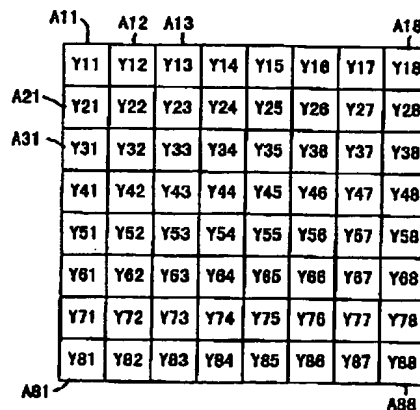 A11 A12 A13 A18
Y11 Y12 Y13 Y14 Y15 Y16 Y17 Y18
A21 Y21 Y22 Y23 Y24 Y25 Y26 Y27 Y28
A31 Y31 Y32 Y33 Y34 Y35 Y36 Y37 Y38
Y41 Y42 Y43 Y44 Y45 Y46 Y47 Y48
Y51 Y52 Y53 Y54 Y55 Y56 Y57 Y58
Y61 Y62 Y63 Y64 Y65 Y66 Y67 Y68
Y71 Y72 Y73 Y74 Y75 Y76 Y77 Y78
Y81 Y82 Y83 Y84 Y85 Y86 Y87 Y88
A81 A88